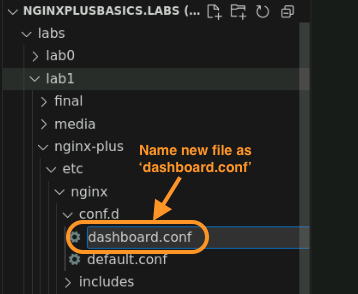 NGINXPLUSBASICS.LABS (...
labs
lab0
lab1
final
media
nginx-plus
etc
Name new file as
'dashboard.conf'
nginx
conf.d
dashboard.conf
default.conf
includes